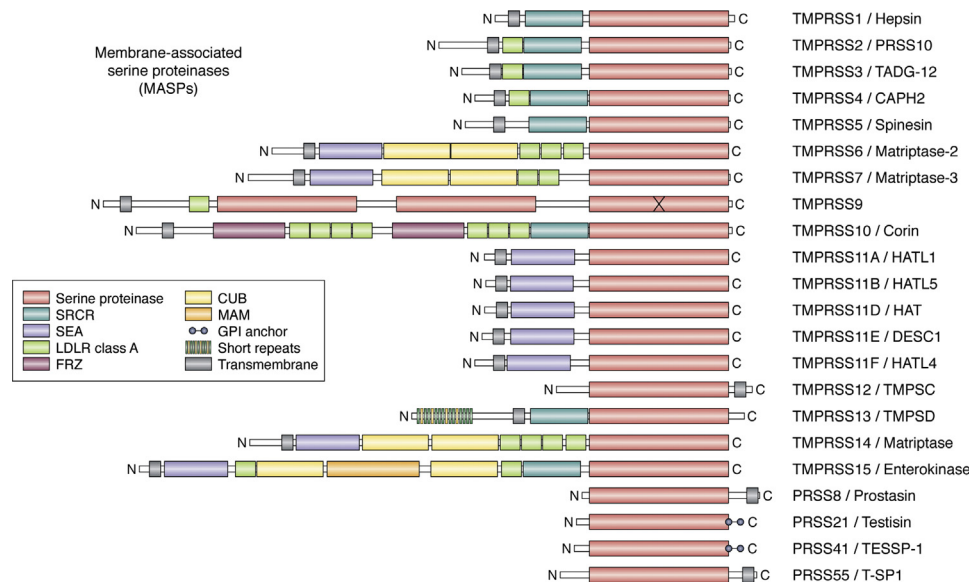 Membrane-associated
serine proteinases
(MASPs)
N C TMPRSS1 / Hepsin
N C TMPRSS2 / PRSS10
N C TMPRSS3 / TADG-12
N C TMPRSS4 / CAPH2
N C TMPRSS5 / Spinesin
N C TMPRSS6 / Matriptase-2
N C TMPRSS7 / Matriptase-3
N C TMPRSS9
N C TMPRSS10 / Corin
N C TMPRSS11A / HATL1
N C TMPRSS11B / HATL5
N C TMPRSS11D / HAT
N C TMPRSS11E / DESC1
N C TMPRSS11F / HATL4
N C TMPRSS12 / TMPSC
N C TMPRSS13 / TMPSD
N C TMPRSS14 / Matriptase
N C TMPRSS15 / Enterokinase
N C PRSS8 / Prostasin
N C PRSS21 / Testisin
N C PRSS41 / TESSP-1
N C PRSS55 / T-SP1
Serine proteinase
SRCR
SEA
LDLR class A
FRZ
CUB
MAM
GPI anchor
Short repeats
Transmembrane